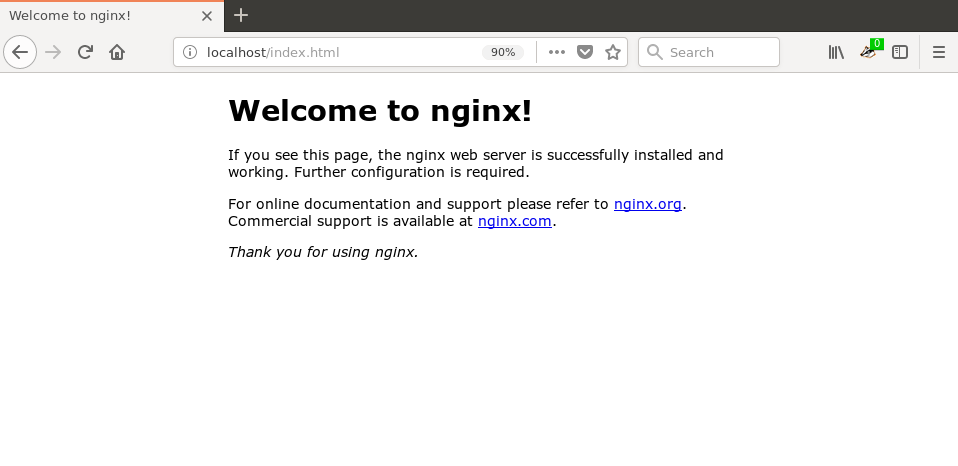 Welcome to nginx!
localhost/index.html
90%
Search
0
Welcome to nginx!
If you see this page, the nginx web server is successfully installed and
working. Further configuration is required.
For online documentation and support please refer to nginx.org.
Commercial support is available at nginx.com.
Thank you for using nginx.